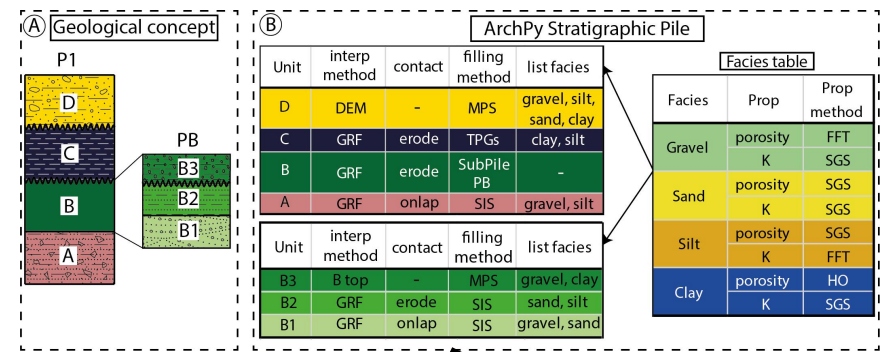 A Geological concept
P1
D
C
B
A
PB
B3
B2
B1
B ArchPy Stratigraphic Pile
Unit interp method contact filling method list facies
D DEM - MPS gravel, silt, sand, clay
C GRF erode TPGs clay, silt
B GRF erode SubPile PB -
A GRF onlap SIS gravel, silt
Unit interp method contact filling method list facies
B3 B top - MPS gravel, clay
B2 GRF erode SIS sand, silt
B1 GRF onlap SIS gravel, sand
Facies table
Facies Prop Prop method
Gravel porosity FFT
K SGS
Sand porosity SGS
K SGS
Silt porosity SGS
K FFT
Clay porosity HO
K SGS